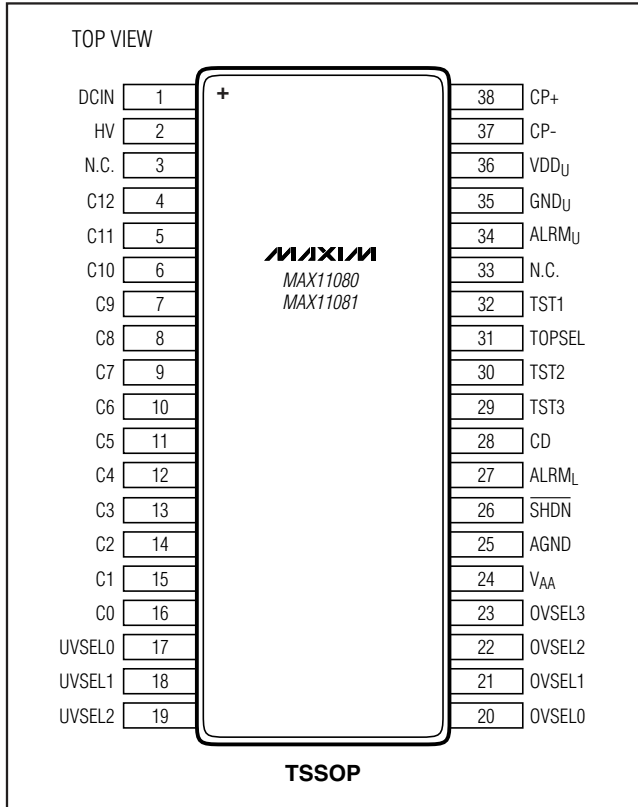 TOP VIEW
DCIN 1 + 38 CP+
HV 2 37 CP-
N.C. 3 36 VDDU
C12 4 35 GNDU
C11 5 34 ALRMU
C10 6 MAXIM 33 N.C.
C9 7 MAX11080 32 TST1
C8 8 MAX11081 31 TOPSEL
C7 9 30 TST2
C6 10 29 TST3
C5 11 28 CD
C4 12 27 ALRML
C3 13 26 SHDN
C2 14 25 AGND
C1 15 24 VAA
C0 16 23 OVSEL3
UVSEL0 17 22 OVSEL2
UVSEL1 18 21 OVSEL1
UVSEL2 19 20 OVSEL0
TSSOP